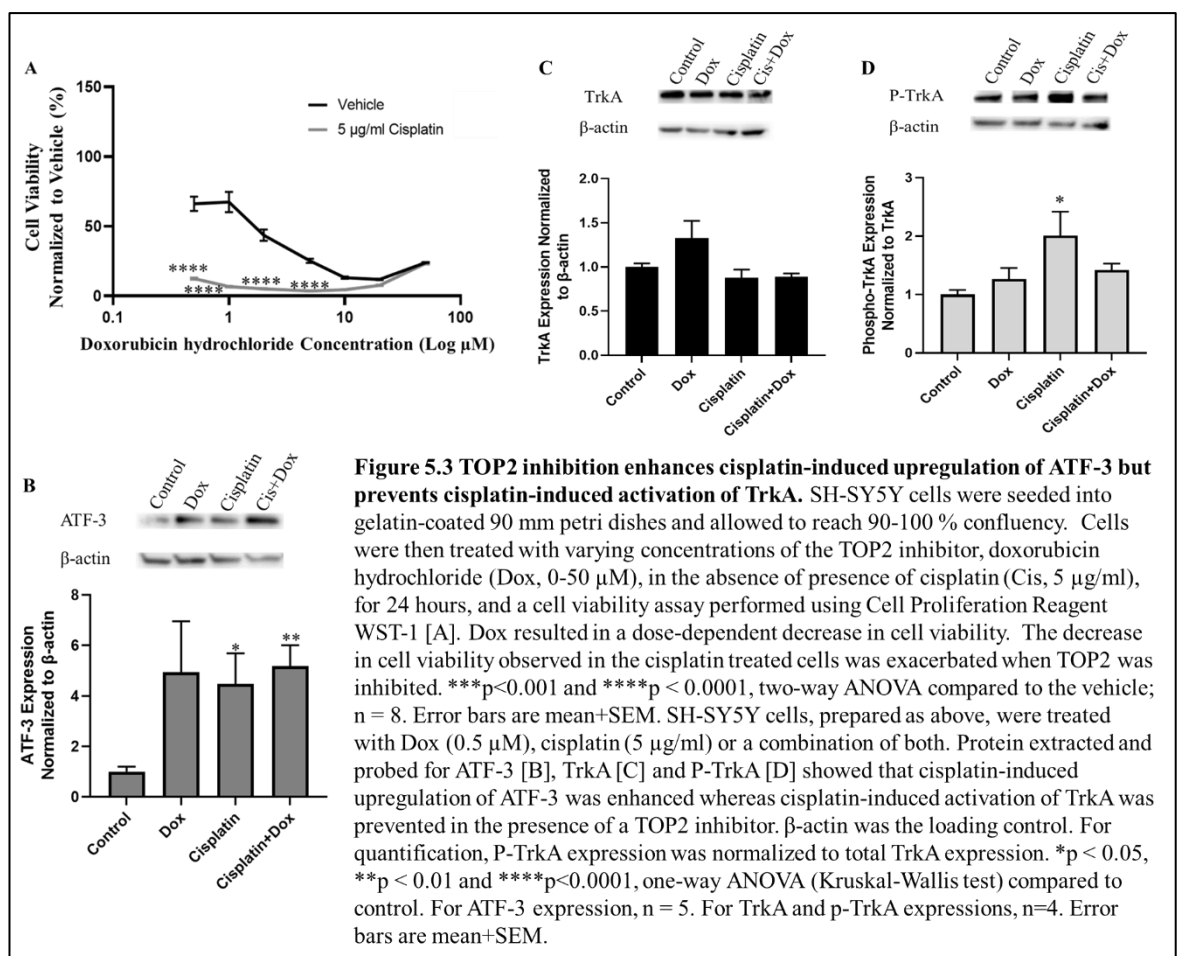 A
150
100
50
0
Cell Viability
Normalized to Vehicle (%)
Vehicle
5 µg/ml Cisplatin
****
****
****
****
0.1
1
10
100
Doxorubicin hydrochloride Concentration (Log µM)
C
Control
Dox
Cisplatin
Cis+Dox
TrkA
β-actin
TrkA Expression Normalized
to β-actin
2.0
1.5
1.0
0.5
0.0
Control
Dox
Cisplatin
Cisplatin+Dox
D
Control
Dox
Cisplatin
Cis+Dox
P-TrkA
β-actin
Phospho-TrkA Expression
Normalized to TrkA
3
2
1
0
*
Control
Dox
Cisplatin
Cisplatin+Dox
B
Control
Dox
Cisplatin
Cis+Dox
ATF-3
β-actin
ATF-3 Expression
Normalized to β-actin
8
6
4
2
0
*
**
Control
Dox
Cisplatin
Cisplatin+Dox
Figure 5.3 TOP2 inhibition enhances cisplatin-induced upregulation of ATF-3 but
prevents cisplatin-induced activation of TrkA. SH-SY5Y cells were seeded into
gelatin-coated 90 mm petri dishes and allowed to reach 90-100 % confluency. Cells
were then treated with varying concentrations of the TOP2 inhibitor, doxorubicin
hydrochloride (Dox, 0-50 µM), in the absence of presence of cisplatin (Cis, 5 µg/ml),
for 24 hours, and a cell viability assay performed using Cell Proliferation Reagent
WST-1 [A]. Dox resulted in a dose-dependent decrease in cell viability. The decrease
in cell viability observed in the cisplatin treated cells was exacerbated when TOP2 was
inhibited. ***p<0.001 and ****p < 0.0001, two-way ANOVA compared to the vehicle;
n = 8. Error bars are mean+SEM. SH-SY5Y cells, prepared as above, were treated
with Dox (0.5 µM), cisplatin (5 µg/ml) or a combination of both. Protein extracted and
probed for ATF-3 [B], TrkA [C] and P-TrkA [D] showed that cisplatin-induced
upregulation of ATF-3 was enhanced whereas cisplatin-induced activation of TrkA was
prevented in the presence of a TOP2 inhibitor. β-actin was the loading control. For
quantification, P-TrkA expression was normalized to total TrkA expression. *p < 0.05,
**p < 0.01 and ****p<0.0001, one-way ANOVA (Kruskal-Wallis test) compared to
control. For ATF-3 expression, n = 5. For TrkA and p-TrkA expressions, n=4. Error
bars are mean+SEM.